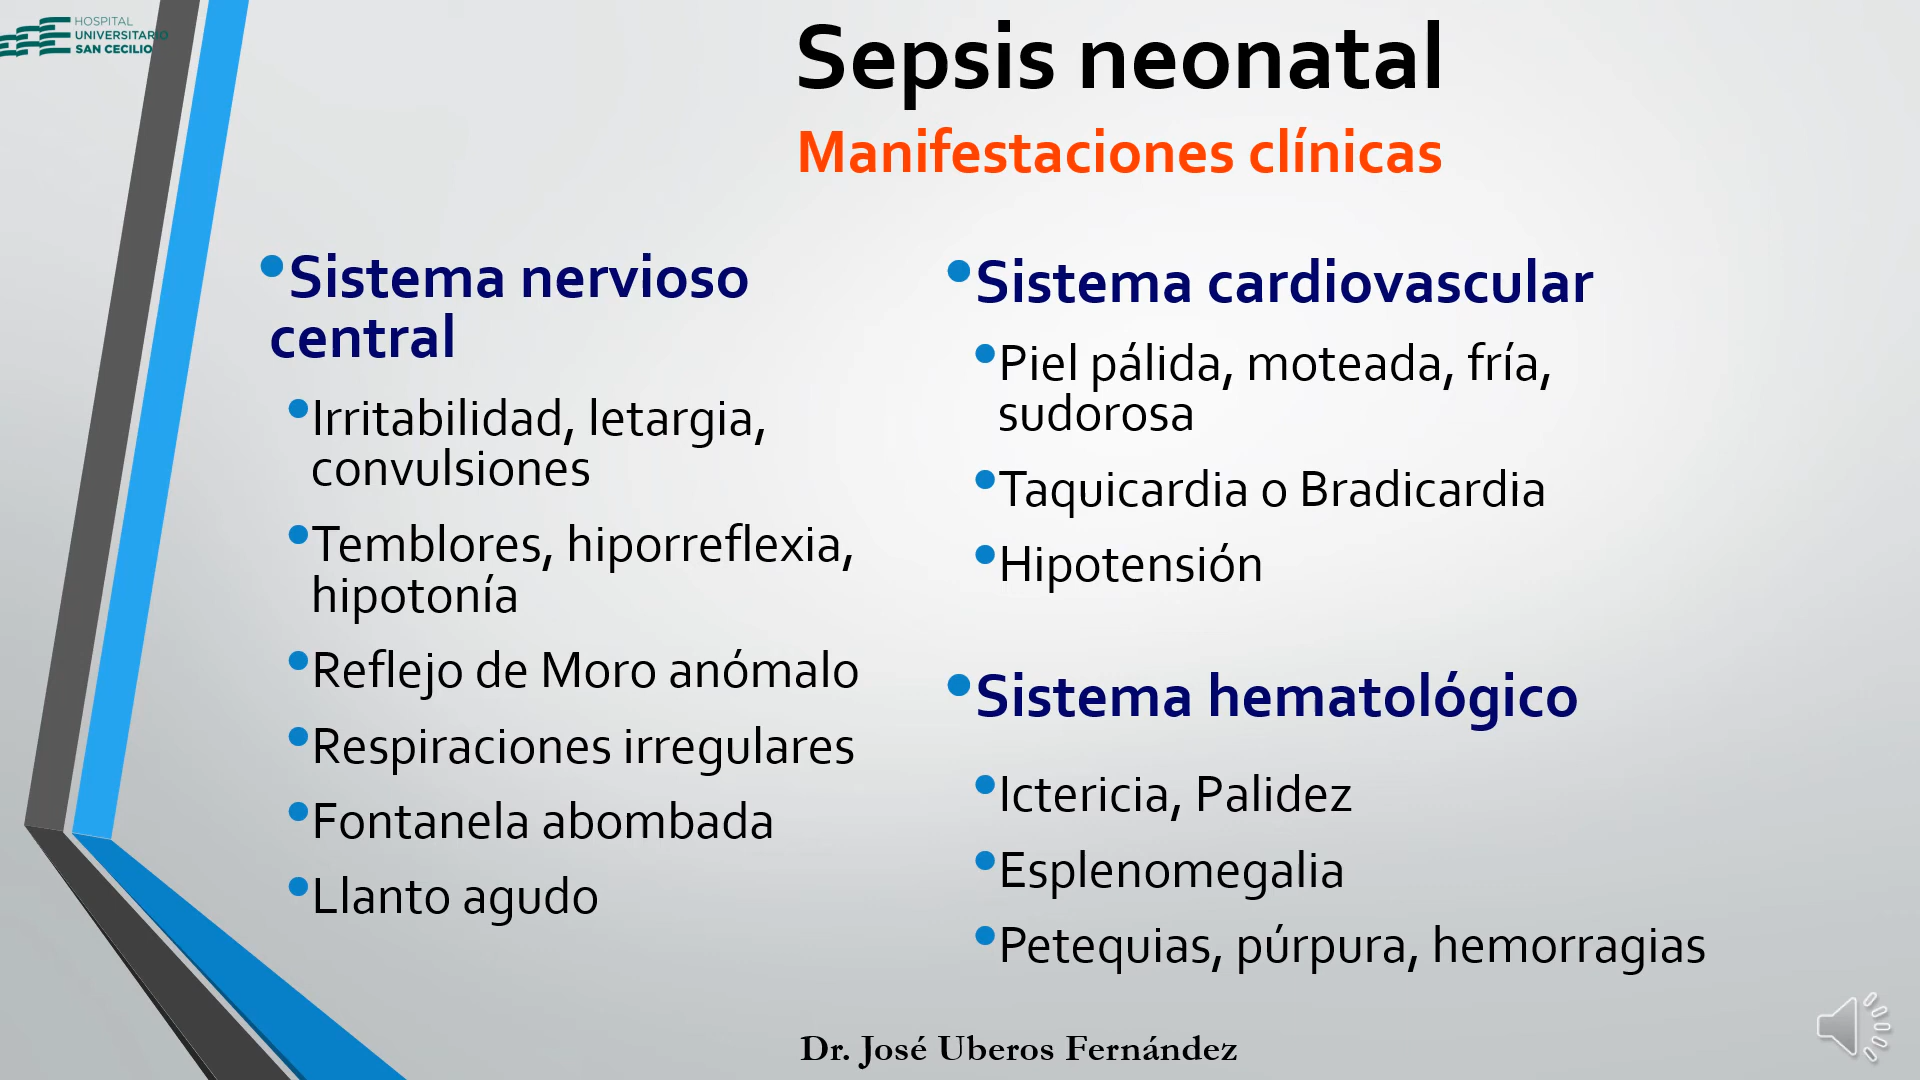 HOSPITAL
UNIVERSITARIO
SAN CECILIO
Sepsis neonatal
Manifestaciones clínicas
•Sistema nervioso
central
•Irritabilidad, letargia,
convulsiones
•Temblores, hiporreflexia,
hipotonía
•Reflejo de Moro anómalo
•Respiraciones irregulares
•Fontanela abombada
•Llanto agudo
•Sistema cardiovascular
•Piel pálida, moteada, fría,
sudorosa
•Taquicardia o Bradicardia
•Hipotensión
•Sistema hematológico
•Ictericia, Palidez
•Esplenomegalia
•Petequias, púrpura, hemorragias
Dr. José Uberos Fernández